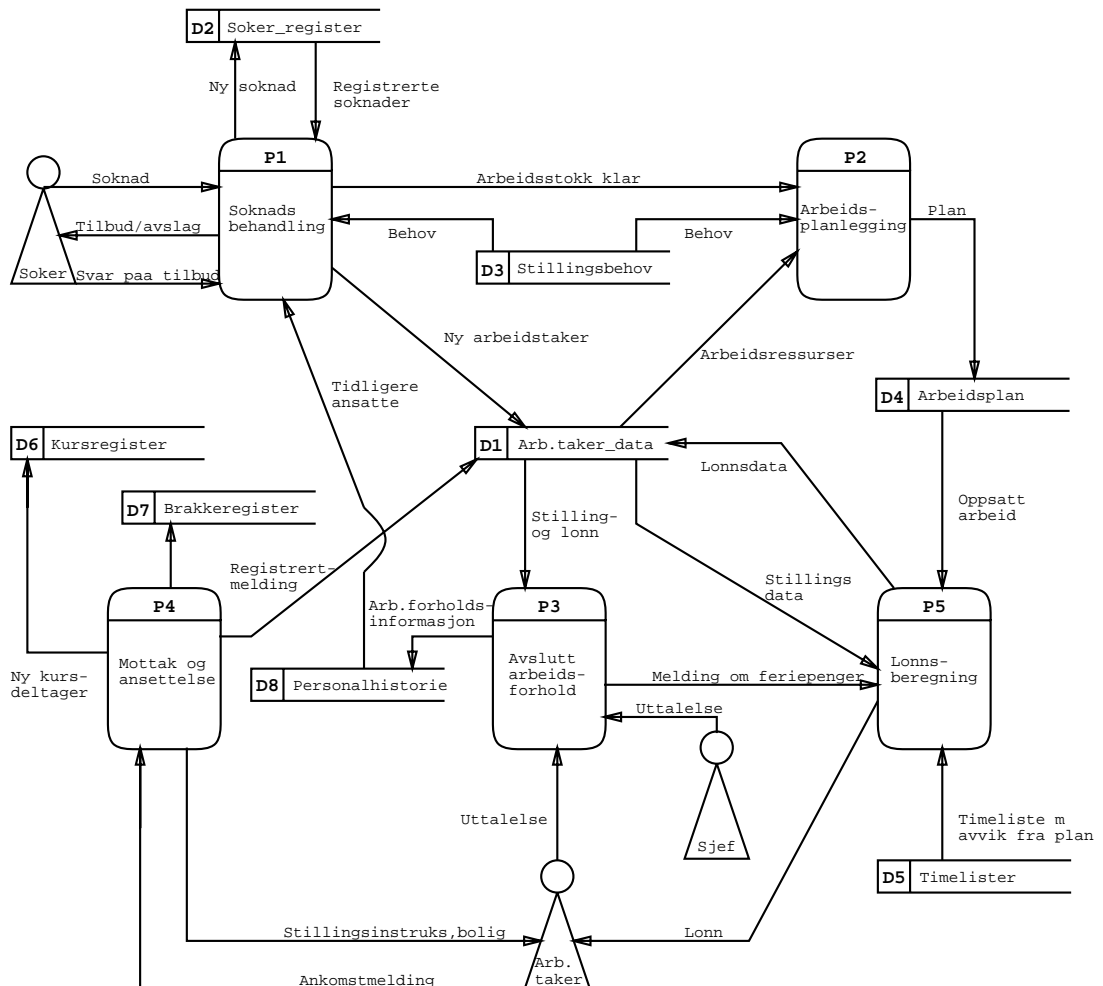 D2 Soker_register
Ny soknad
Registrerte
soknader
P1
P2
Soknad
Arbeidsstokk klar
Soknads
behandling
Arbeids-
planlegging
Plan
Tilbud/avslag
Behov
Behov
Soker
Svar paa tilbud
D3 Stillingsbehov
Ny arbeidstaker
Arbeidsressurser
Tidligere
ansatte
D4 Arbeidsplan
D6 Kursregister
D1 Arb.taker_data
Lonnsdata
D7 Brakkeregister
Stilling-
og lonn
Oppsatt
arbeid
Registrert-
melding
Stillings
data
P4
Arb.forholds-
informasjon
P3
P5
Mottak og
ansettelse
Avslutt
arbeids-
forhold
Lonns-
beregning
Ny kurs-
deltager
D8 Personalhistorie
Melding om feriepenger
Uttalelse
Uttalelse
Sjef
Timeliste m
avvik fra plan
D5 Timelister
Stillingsinstruks,bolig
Lonn
Arb.
taker
Ankomstmelding